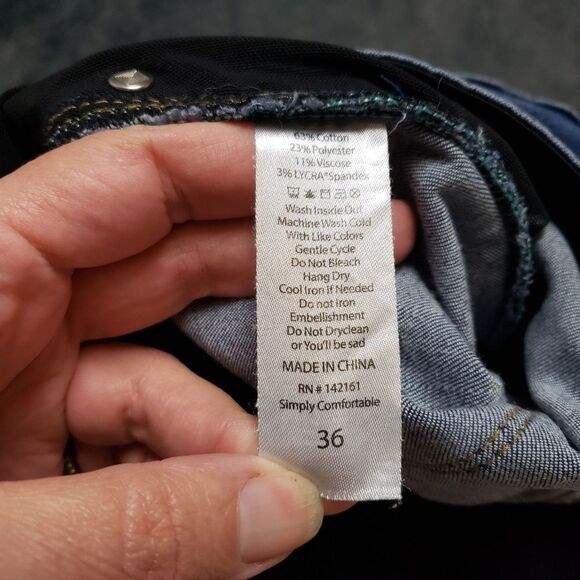 63% Cotton
23% Polyester
11% Viscose
3% LYCRA®Spandex
Wash Inside Out
Machine Wash Cold
With Like Colors
Gentle Cycle
Do Not Bleach
Hang Dry
Cool Iron If Needed
Do not iron
Embellishment
Do Not Dryclean
or You'll be sad
MADE IN CHINA
RN # 142161
Simply Comfortable
36